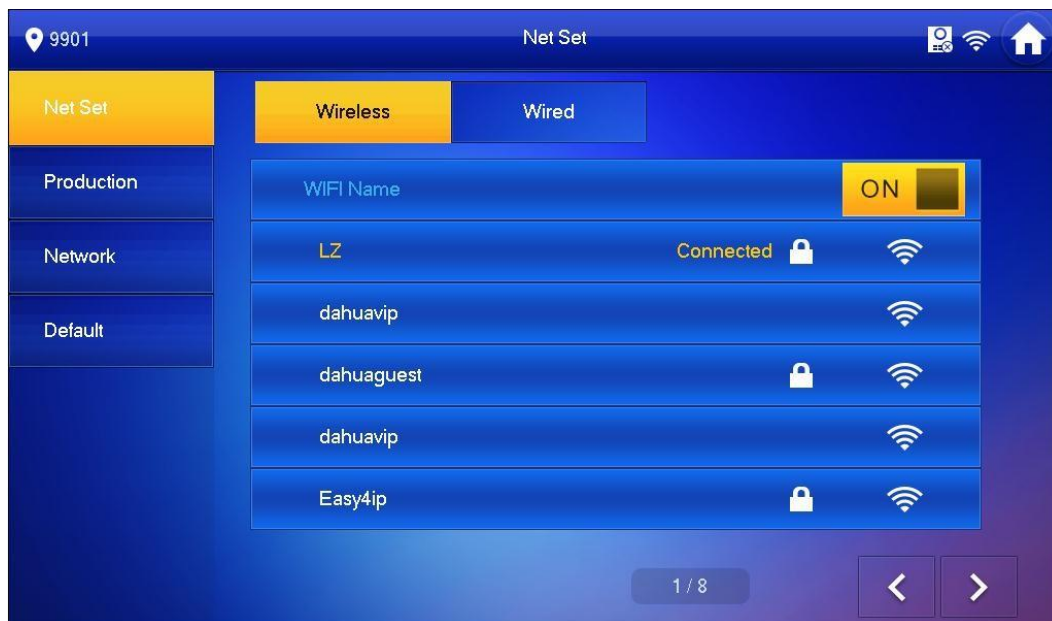 9901
Net Set
Net Set
Production
Network
Default
Wireless
Wired
WIFI Name
ON
LZ
Connected
dahuavip
dahuaguest
dahuavip
Easy4ip
1 / 8